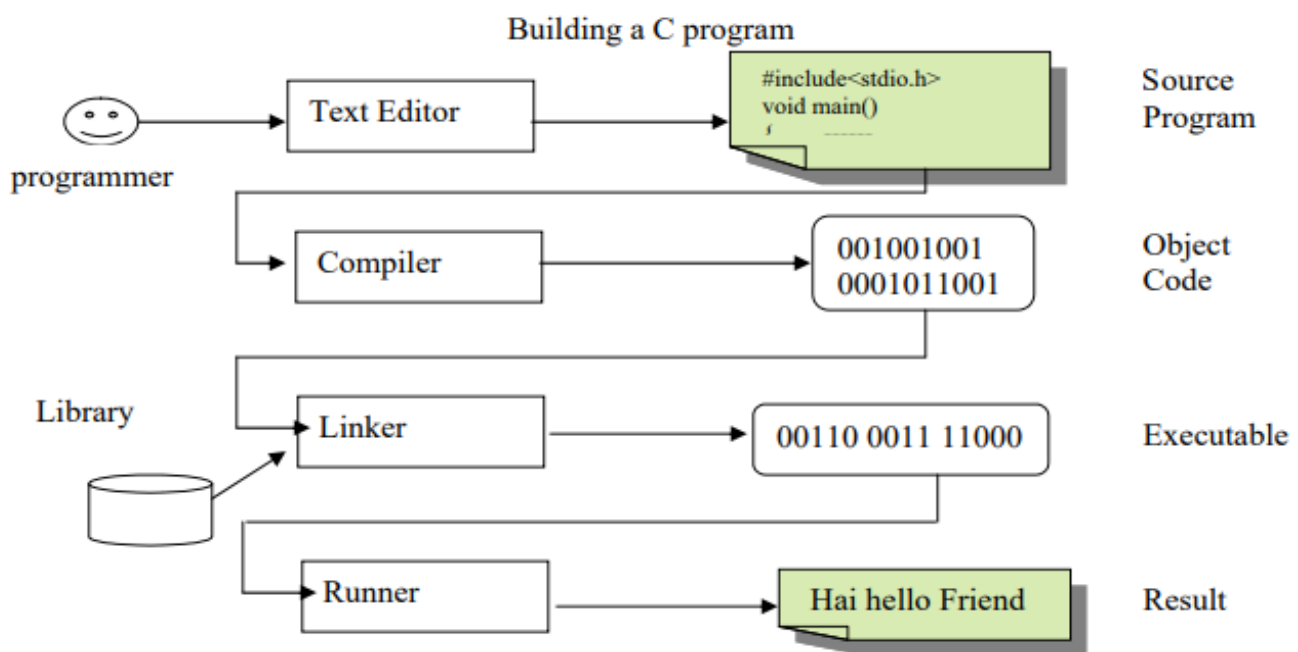 Building a C program
programmer
Text Editor
#include<stdio.h>
void main()
{ ------
Source
Program
Compiler
001001001
0001011001
Object
Code
Library
Linker
00110 0011 11000
Executable
Runner
Hai hello Friend
Result